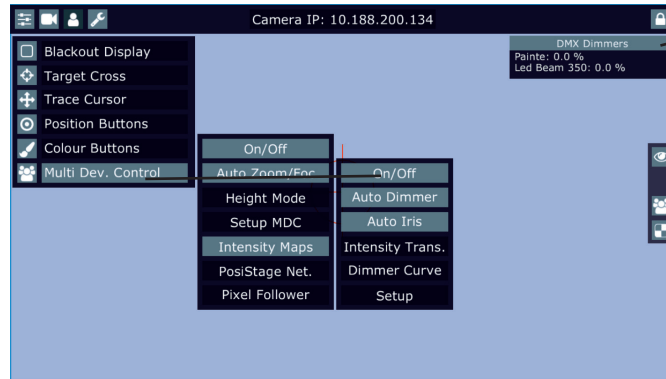 Camera IP: 10.188.200.134
DMX Dimmers
Painte: 0.0 %
Led Beam 350: 0.0 %
Blackout Display
Target Cross
Trace Cursor
Position Buttons
Colour Buttons
Multi Dev. Control
On/Off
Auto Zoom/Foc
Height Mode
Setup MDC
Intensity Maps
PosiStage Net.
Pixel Follower
On/Off
Auto Dimmer
Auto Iris
Intensity Trans.
Dimmer Curve
Setup